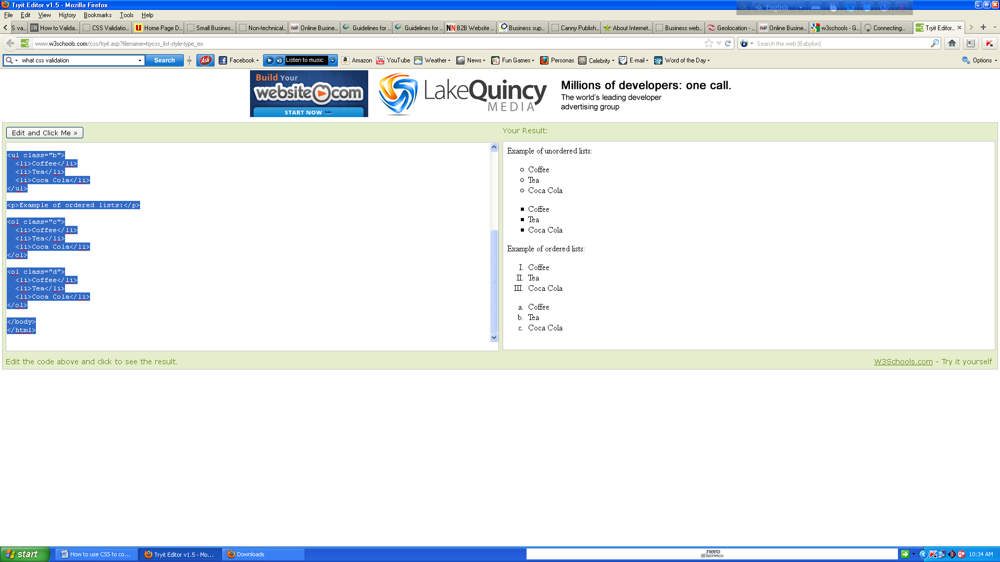 Tryit Editor v1.5 - Mozilla Firefox
English
File Edit View History Bookmarks Tools Help
S va... How to Valida... CSS Validatio... Home Page D... Small Business... Non-technical... Online Busine... Guidelines for ... Guidelines for ... B2B Website ... Business sup... Canny Publish... About Internet... Business web... Geolocation - ... Online Busine... w3schools - G... Connecting... Tryit Editor...
www.w3schools.com/css/tryit.asp?filename=trycss_list-style-type_ex
Search the web (Babylon)
what css validation Search Ask Facebook Listen to music Amazon YouTube Weather News Fun Games Personas Celebrity E-mail Word of the Day Options
Build Your
website.com
START NOW
LakeQuincy
MEDIA
Millions of developers: one call.
The world's leading developer
advertising group
Edit and Click Me »
Your Result:
<ul class="b">
<li>Coffee</li>
<li>Tea</li>
<li>Coca Cola</li>
</ul>
<p>Example of ordered lists:</p>
<ol class="c">
<li>Coffee</li>
<li>Tea</li>
<li>Coca Cola</li>
</ol>
<ol class="d">
<li>Coffee</li>
<li>Tea</li>
<li>Coca Cola</li>
</ol>
</body>
</html>
Example of unordered lists:
Coffee
Tea
Coca Cola
Coffee
Tea
Coca Cola
Example of ordered lists:
I. Coffee
II. Tea
III. Coca Cola
a. Coffee
b. Tea
c. Coca Cola
Edit the code above and click to see the result.
W3Schools.com - Try it yourself
start How to use CSS to co... Tryit Editor v1.5 - Mo... Downloads nero SEARCH 10:34 AM